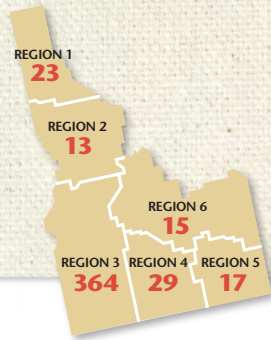 REGION 1
23
REGION 2
13
REGION 6
15
REGION 3
364
REGION 4
29
REGION 5
17